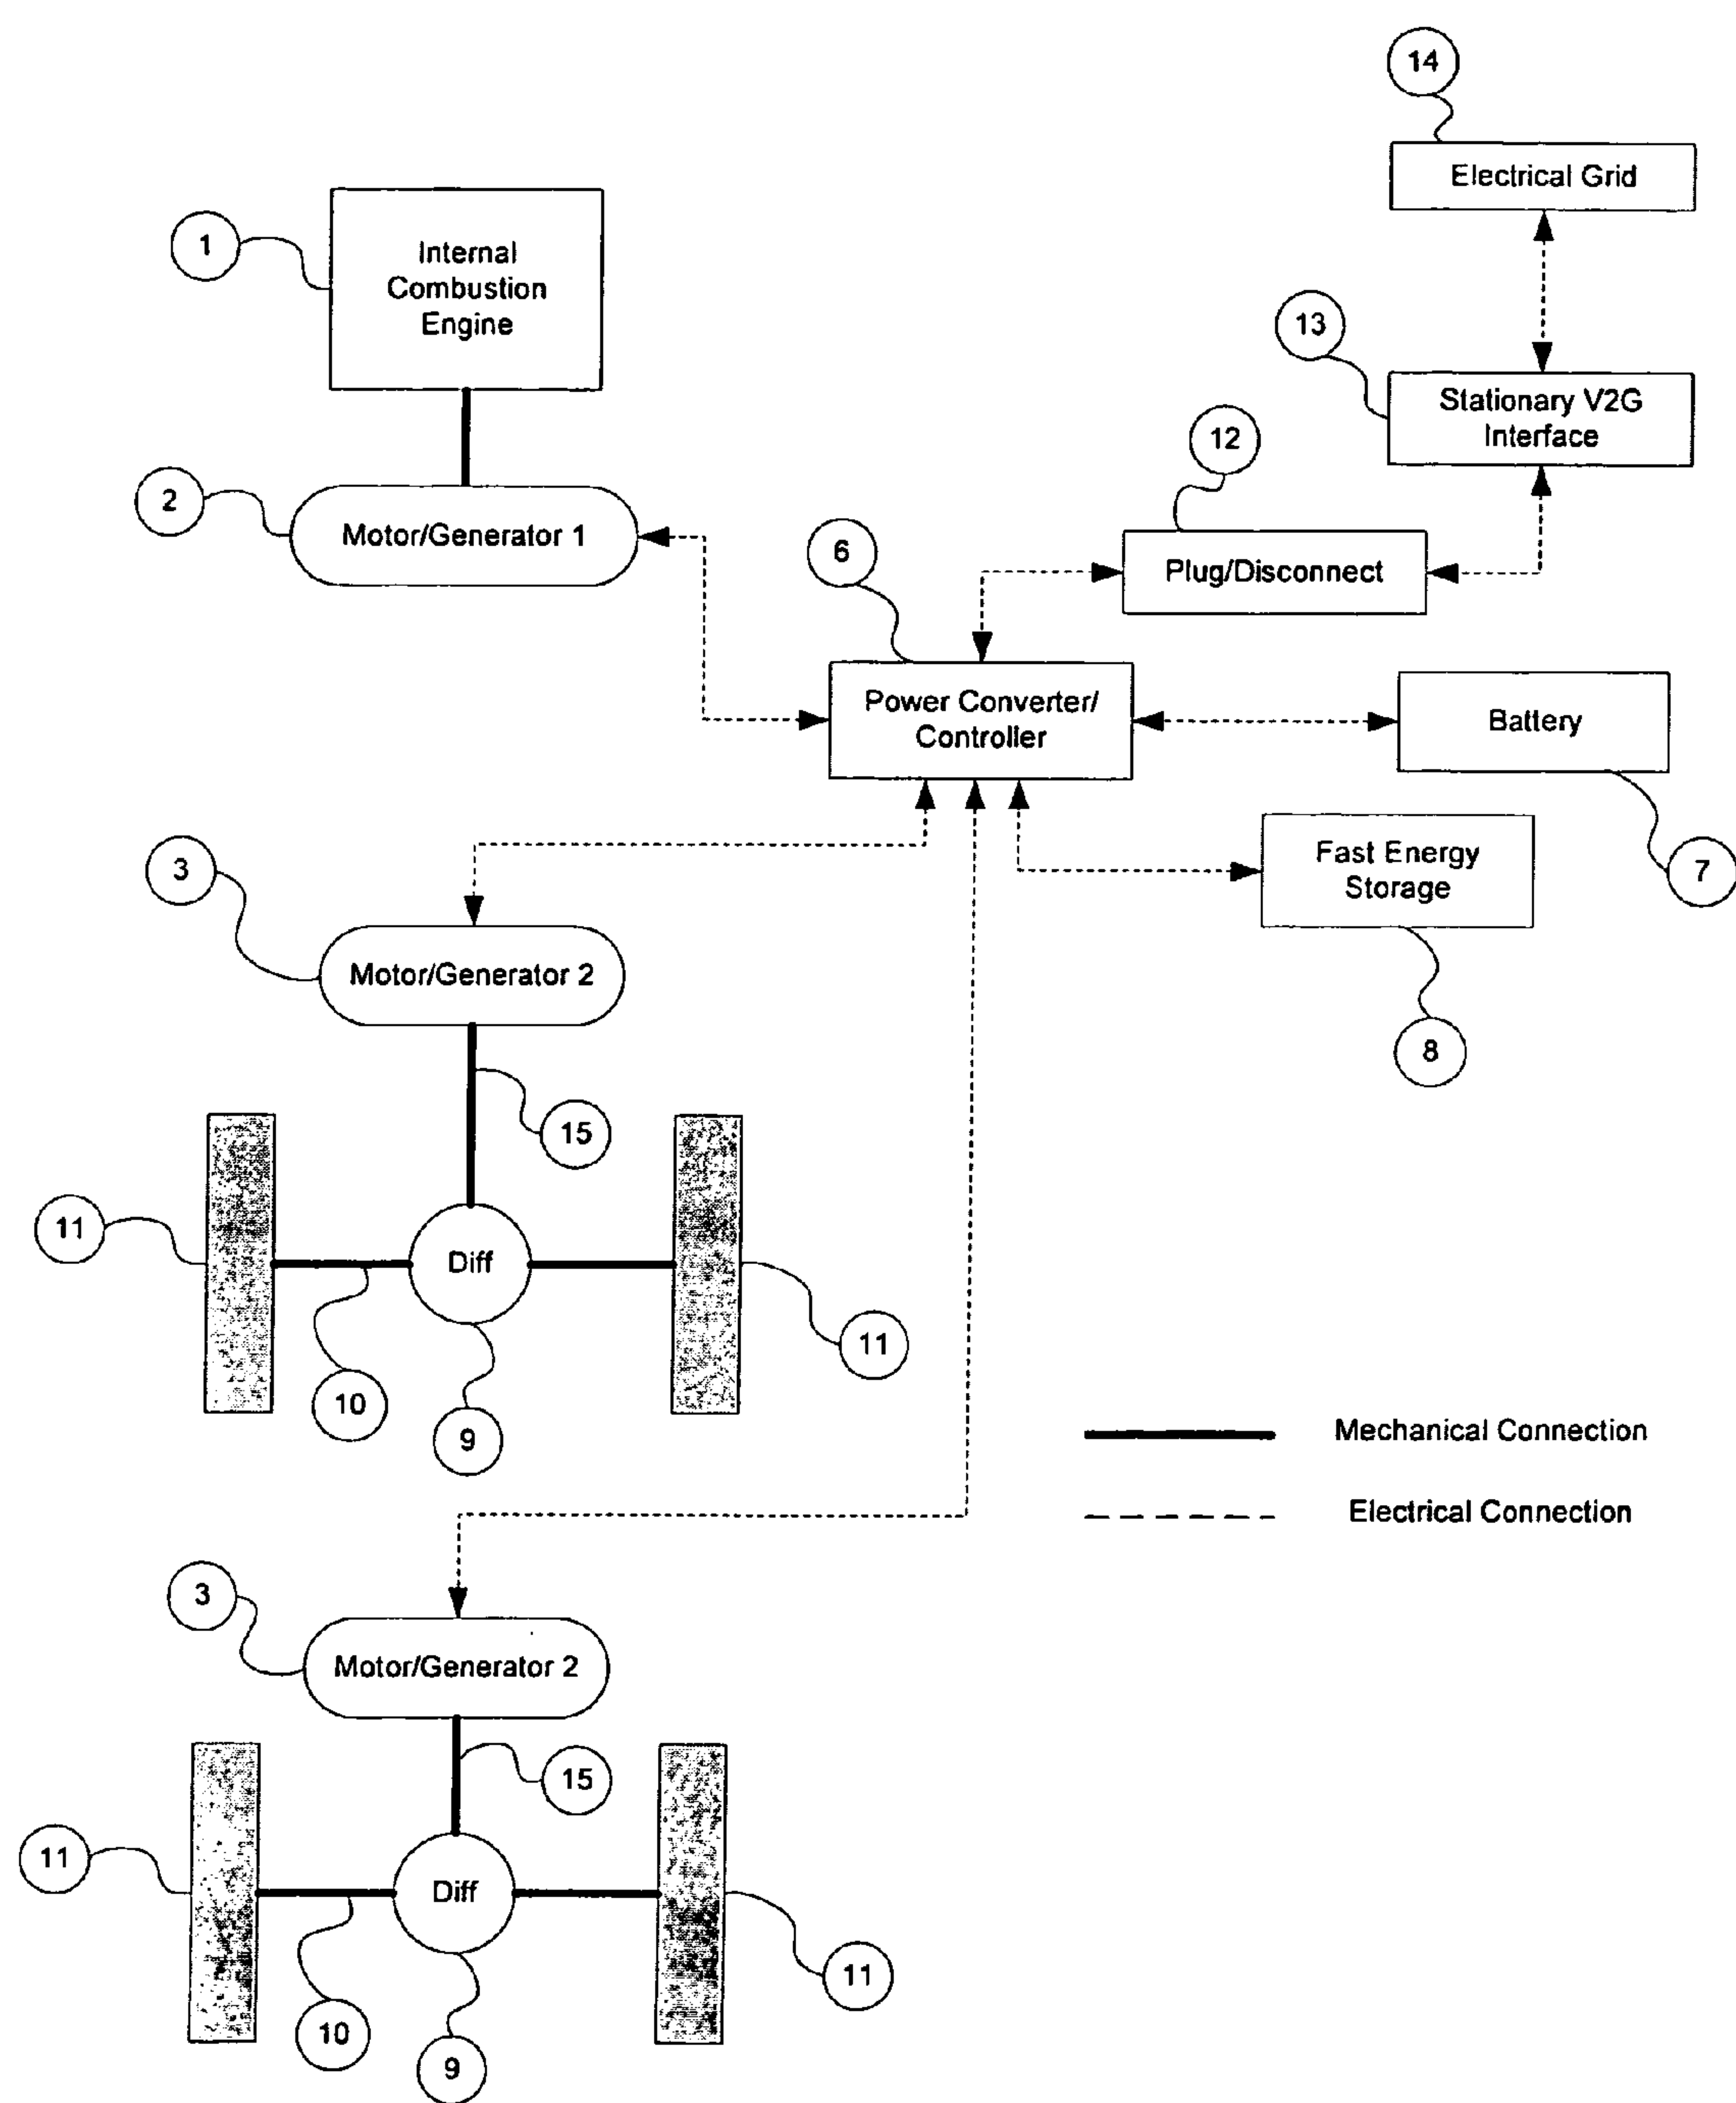 14
Electrical Grid
1
Internal
Combustion
Engine
13
Stationary V2G
Interface
12
2
Motor/Generator 1
6
Plug/Disconnect
Power Converter/
Controller
Battery
3
Fast Energy
Storage
7
Motor/Generator 2
8
15
11
Diff
11
10
9
Mechanical Connection
Electrical Connection
3
Motor/Generator 2
15
11
Diff
11
10
9